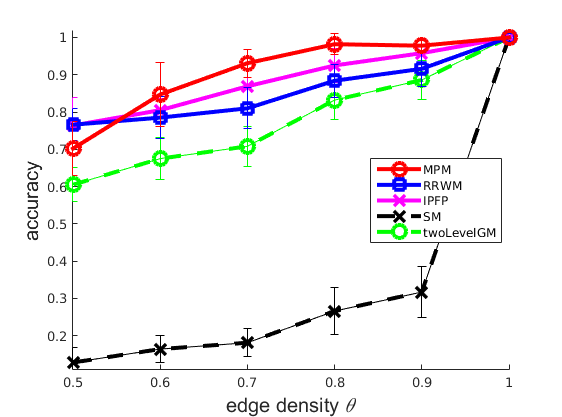 1
0.9
0.8
0.7
0.6
0.5
0.4
0.3
0.2
accuracy
MPM
RRWM
IPFP
SM
twoLevelGM
0.5 0.6 0.7 0.8 0.9 1
edge density θ